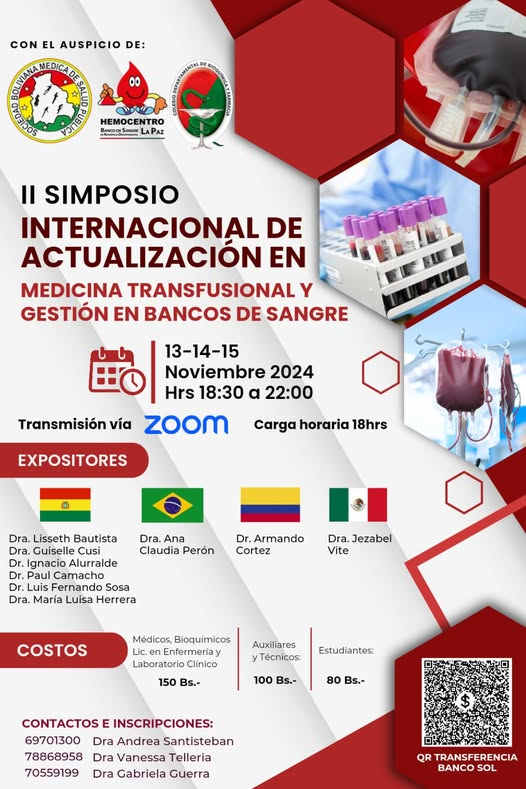 CON EL AUSPICIO DE:
SOCIEDAD BOLIVIANA MEDICA DE SALUD PUBLICA
HEMOCENTRO
BANCO DE SANGRE LA PAZ
DE REFERENCIA DEPARTAMENTAL
COLEGIO DEPARTAMENTAL DE BIOQUIMICA Y FARMACIA
II SIMPOSIO
INTERNACIONAL DE
ACTUALIZACIÓN EN
MEDICINA TRANSFUSIONAL Y
GESTIÓN EN BANCOS DE SANGRE
13-14-15
Noviembre 2024
Hrs 18:30 a 22:00
Transmisión vía zoom Carga horaria 18hrs
EXPOSITORES
Dra. Lisseth Bautista
Dra. Guiselle Cusi
Dr. Ignacio Alurralde
Dr. Paul Camacho
Dr. Luis Fernando Sosa
Dra. María Luisa Herrera
Dra. Ana
Claudia Perón
Dr. Armando
Cortez
Dra. Jezabel
Vite
COSTOS
Médicos, Bioquímicos
Lic. en Enfermería y
Laboratorio Clínico
150 Bs.-
Auxiliares
y Técnicos:
100 Bs.-
Estudiantes:
80 Bs.-
CONTACTOS E INSCRIPCIONES:
69701300 Dra Andrea Santisteban
78868958 Dra Vanessa Telleria
70559199 Dra Gabriela Guerra
$
QR TRANSFERENCIA
BANCO SOL